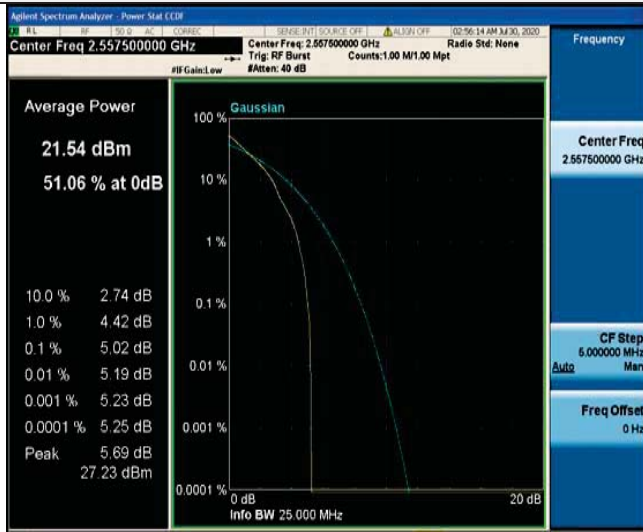 Agilent Spectrum Analyzer - Power Stat CCDF
RL RF 50 Ω AC CORREC SENSE:INT SOURCE OFF ALIGN OFF 02:56:14 AM Jul 30, 2020
Center Freq 2.557500000 GHz
Center Freq: 2.557500000 GHz Radio Std: None
Trig: RF Burst Counts:1.00 M/1.00 Mpt
#IFGain:Low #Atten: 40 dB
Frequency
Average Power
21.54 dBm
51.06 % at 0dB
10.0 % 2.74 dB
1.0 % 4.42 dB
0.1 % 5.02 dB
0.01 % 5.19 dB
0.001 % 5.23 dB
0.0001 % 5.25 dB
Peak 5.69 dB
27.23 dBm
Gaussian
100 %
10 %
1 %
0.1 %
0.01 %
0.001 %
0.0001 %
0 dB 20 dB
Info BW 25.000 MHz
Center Freq
2.557500000 GHz
CF Step
5.000000 MHz
Auto Man
Freq Offset
0 Hz